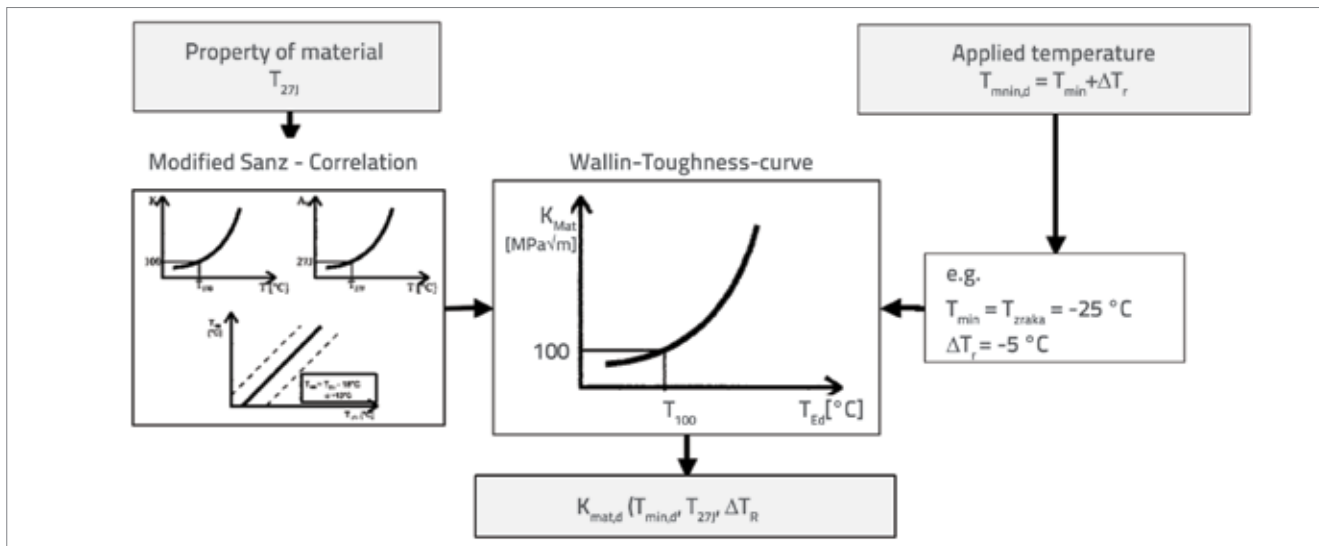 Property of material
T27J
Applied temperature
Tmnin,d = Tmin+ΔTr
Modified Sanz - Correlation
Wallin-Toughness-curve
100
T[°C]
27J
T[°C]
KMat
[MPa√m]
100
T100
TEd[°C]
e.g.
Tmin = Tzraka = -25 °C
ΔTr = -5 °C
Kmat,d (Tmin,d, T27J, ΔTR